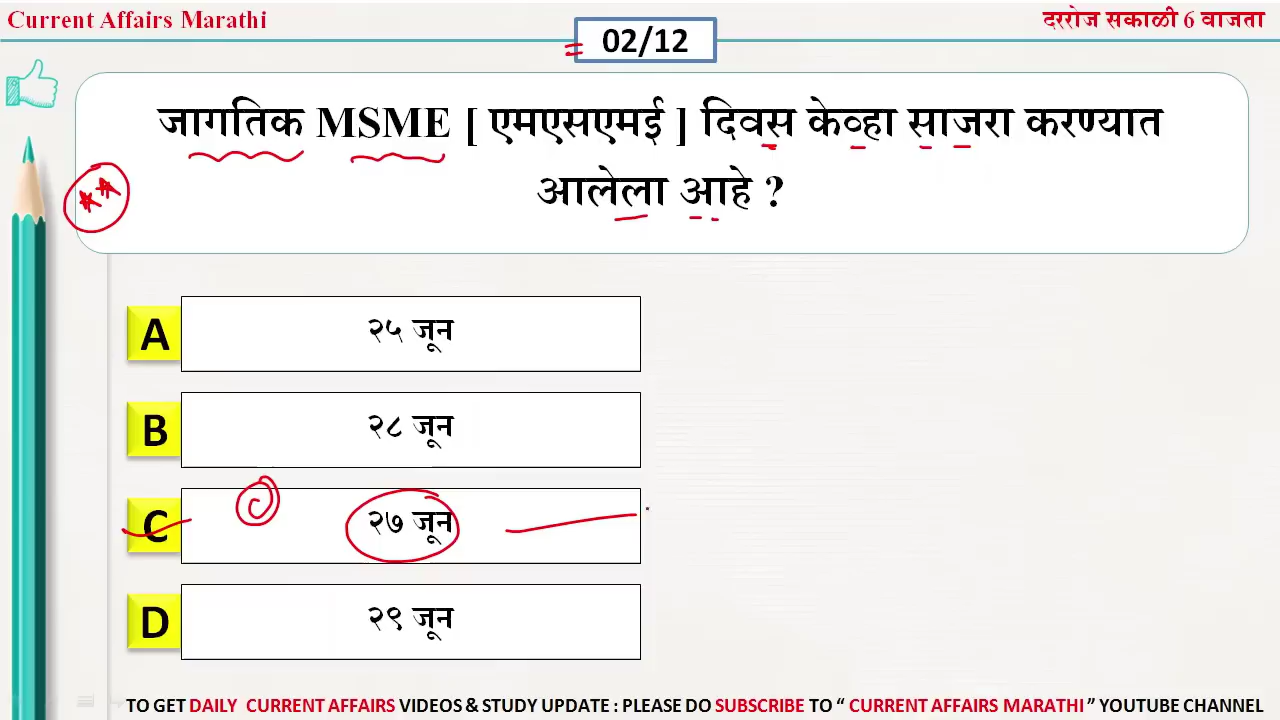 Current Affairs Marathi
दररोज सकाळी 6 वाजता
02/12
जागतिक MSME [ एमएसएमई ] दिवस केव्हा साजरा करण्यात
आलेला आहे ?
A २५ जून
B २८ जून
C २७ जून
D २९ जून
TO GET DAILY CURRENT AFFAIRS VIDEOS & STUDY UPDATE : PLEASE DO SUBSCRIBE TO “ CURRENT AFFAIRS MARATHI ” YOUTUBE CHANNEL